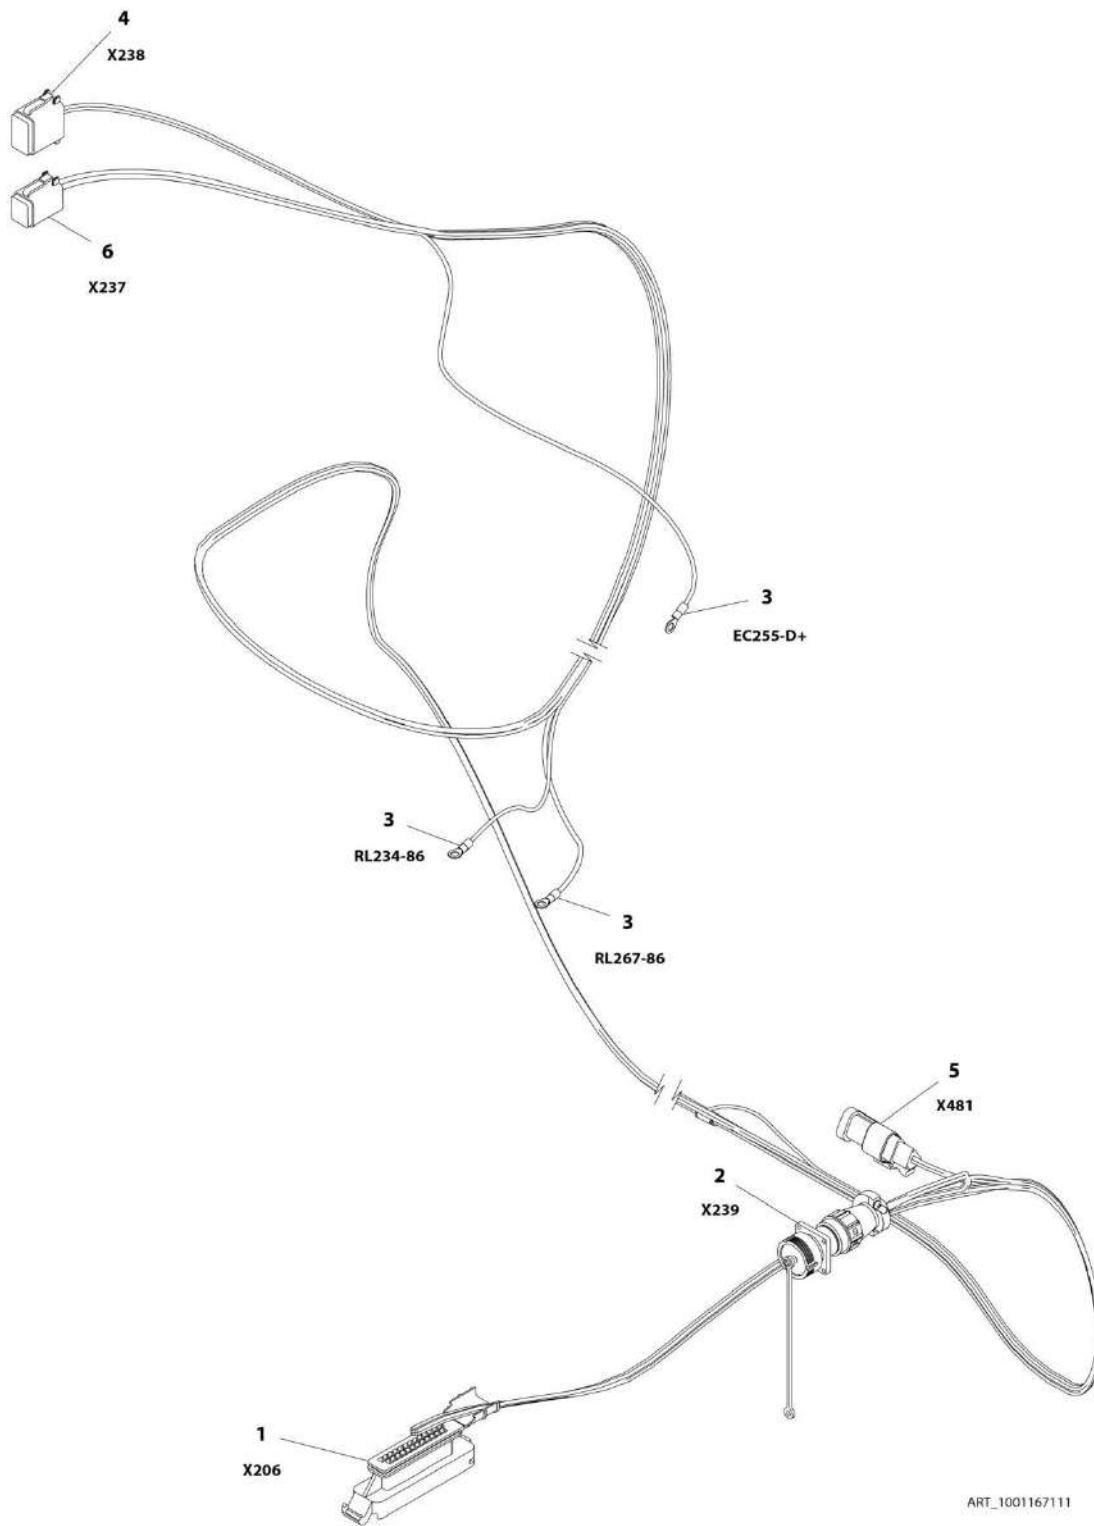 4
X238
6
X237
3
EC255-D+
3
RL234-86
3
RL267-86
5
X481
2
X239
1
X206
ART_1001167111